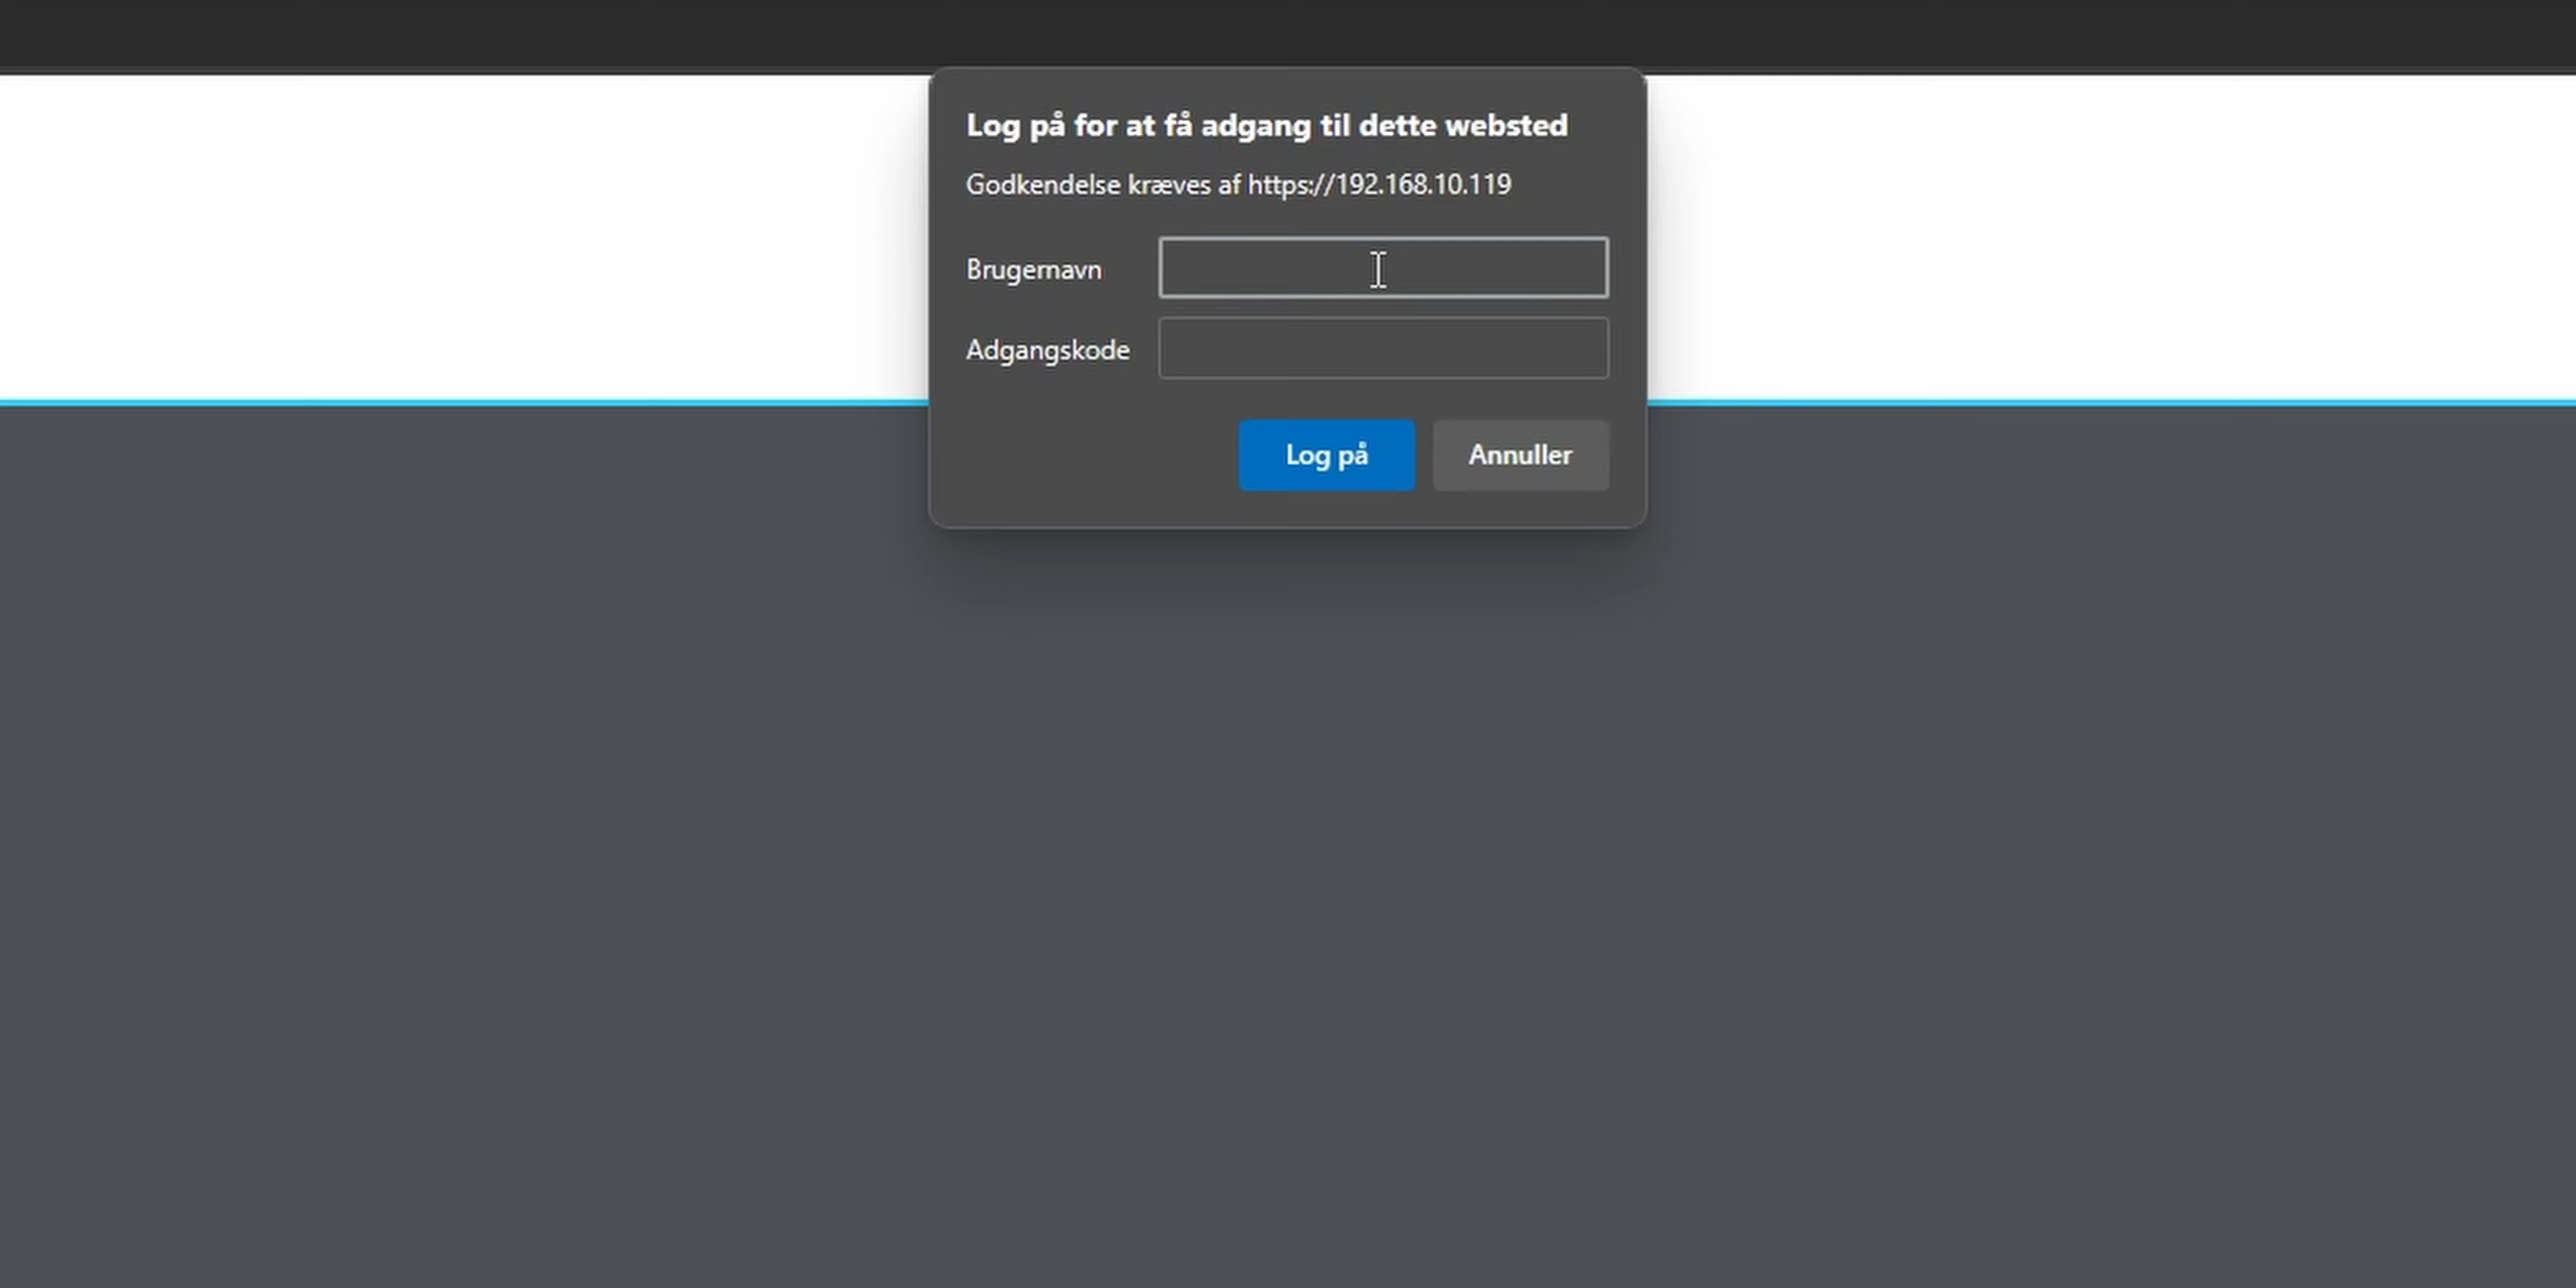 Log på for at få adgang til dette websted
Godkendelse kræves af https://192.168.10.119
Brugernavn
Adgangskode
Log på Annuller